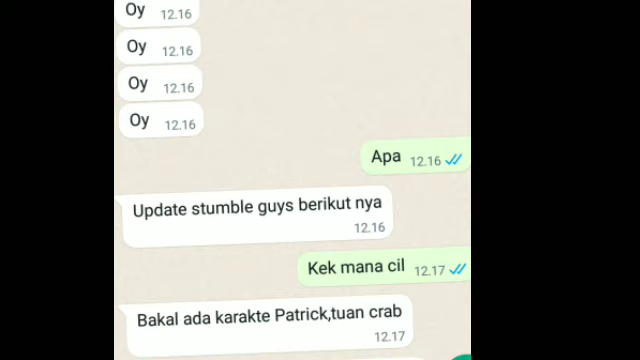 Oy 12.16
Oy 12.16
Oy 12.16
Oy 12.16
Apa 12.16
Update stumble guys berikut nya
12.16
Kek mana cil 12.17
Bakal ada karakte Patrick,tuan crab
12.17